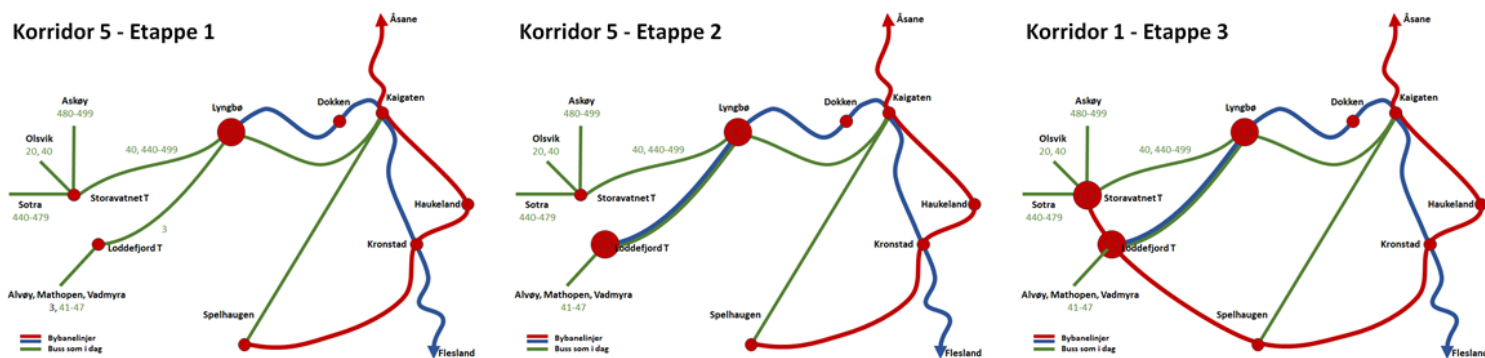 Korridor 5 - Etappe 1
Åsane
Kaigaten
Dokken
Lyngbø
Askøy
480-499
Olsvik
20, 40
40, 440-499
Storavatnet T
Sotra
440-479
3
Haukeland
Loddefjord T
Kronstad
Alvøy, Mathopen, Vadmyra
3, 41-47
Spelhaugen
Bybanelinjer
Buss som i dag
Flesland
Korridor 5 - Etappe 2
Åsane
Kaigaten
Dokken
Lyngbø
Askøy
480-499
Olsvik
20, 40
40, 440-499
Storavatnet T
Sotra
440-479
Haukeland
Loddefjord T
Kronstad
Alvøy, Mathopen, Vadmyra
41-47
Spelhaugen
Bybanelinjer
Buss som i dag
Flesland
Korridor 1 - Etappe 3
Åsane
Kaigaten
Dokken
Lyngbø
Askøy
480-499
Olsvik
20, 40
40, 440-499
Storavatnet T
Sotra
440-479
Haukeland
Loddefjord T
Kronstad
Alvøy, Mathopen, Vadmyra
41-47
Spelhaugen
Bybanelinjer
Buss som i dag
Flesland